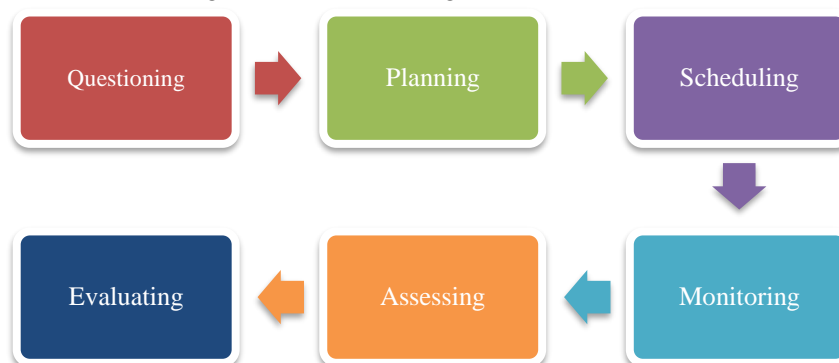 Questioning
Planning
Scheduling
Monitoring
Assessing
Evaluating